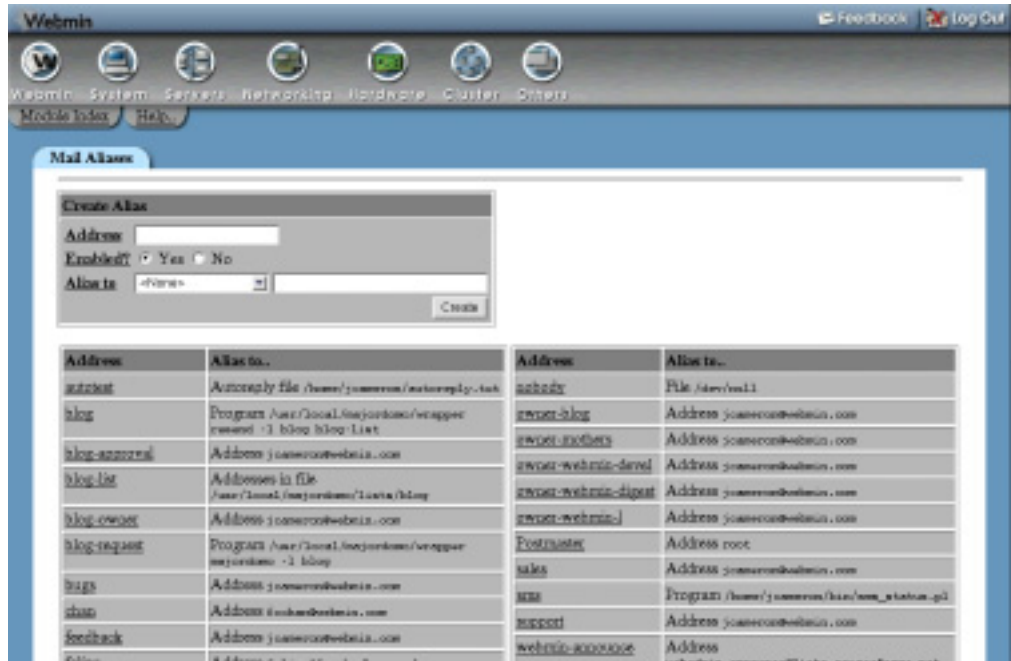 Webmin
Feedback
Log Out
Webmin System Servers Networking Hardware Cluster Others
Module Index
Help..
Mail Aliases
Create Alias
Address
Enabled? Yes No
Alias to <None>
Create
Address Alias to..
autotest Autoreply file /home/jcameron/autoreply.txt
blog Program /usr/local/majordomo/wrapper
resend -l blog blog-list
blog-approval Address jcameron@webmin.com
blog-list Addresses in file
/usr/local/majordomo/lists/blog
blog-owner Address jcameron@webmin.com
blog-request Program /usr/local/majordomo/wrapper
majordomo -l blog
bugs Address jcameron@webmin.com
chan Address
feedback Address jcameron@webmin.com
Address
Address Alias to..
nobody File /dev/null
owner-blog Address jcameron@webmin.com
owner-mothers Address jcameron@webmin.com
owner-webmin-devel Address jcameron@webmin.com
owner-webmin-digest Address jcameron@webmin.com
owner-webmin-l Address jcameron@webmin.com
Postmaster Address root
sales Address jcameron@webmin.com
sms Program /home/jcameron/bin/sms_status.pl
support Address jcameron@webmin.com
webmin-announce Address